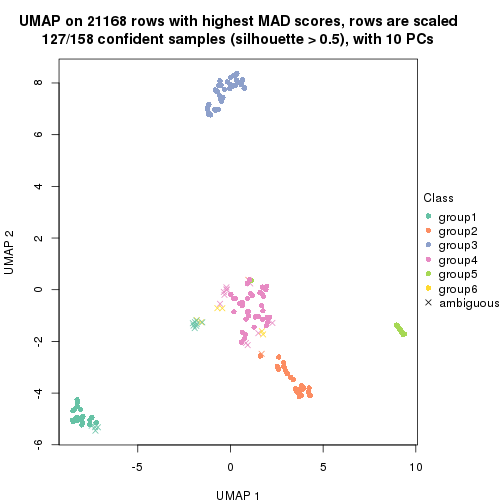 UMAP on 21168 rows with highest MAD scores, rows are scaled
127/158 confident samples (silhouette > 0.5), with 10 PCs
8
6
4
2
0
-2
-4
-6
UMAP 2
-5
0
5
10
UMAP 1
Class
group1
group2
group3
group4
group5
group6
ambiguous